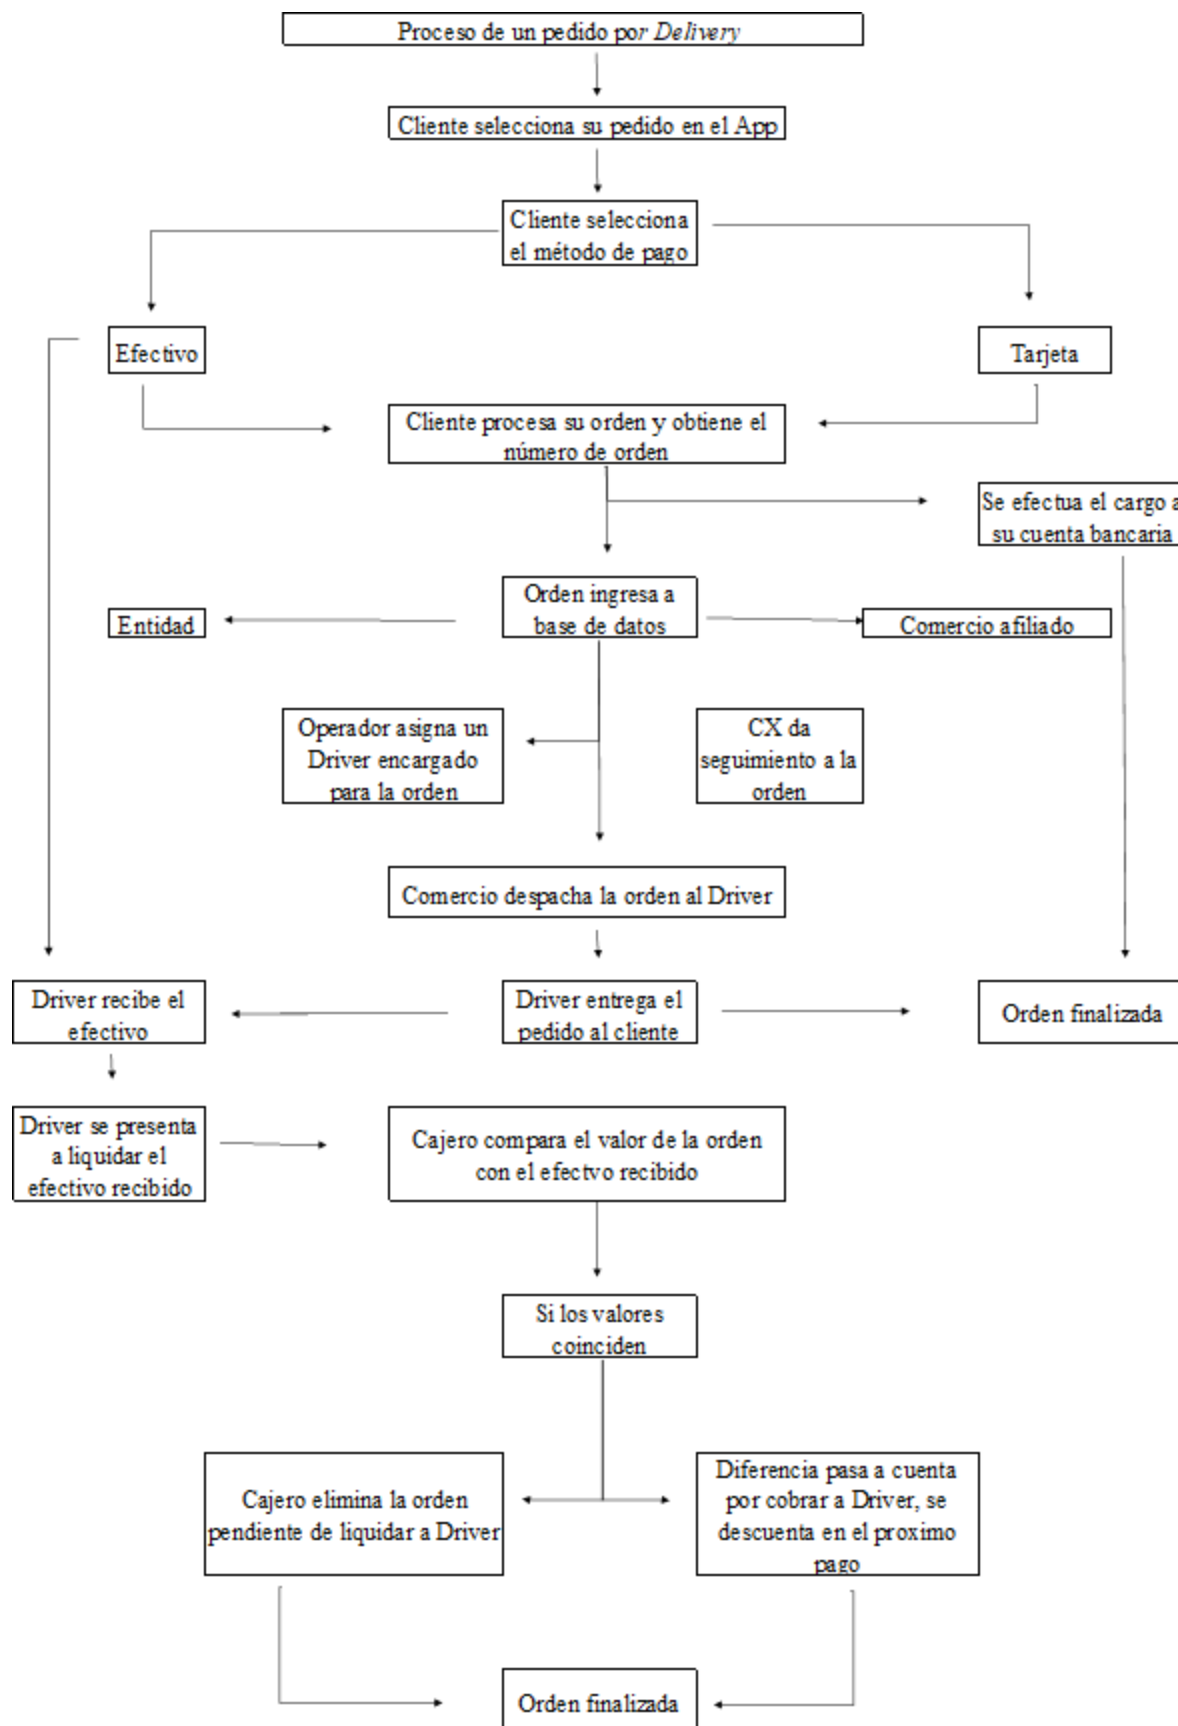 Proceso de un pedido por Delivery
Cliente selecciona su pedido en el App
Cliente selecciona
el método de pago
Efectivo
Tarjeta
Cliente procesa su orden y obtiene el
número de orden
Se efectua el cargo a
su cuenta bancaria
Orden ingresa a
base de datos
Entidad
Comercio afiliado
Operador asigna un
Driver encargado
para la orden
CX da
seguimiento a la
orden
Comercio despacha la orden al Driver
Driver recibe el
efectivo
Driver entrega el
pedido al cliente
Orden finalizada
Driver se presenta
a liquidar el
efectivo recibido
Cajero compara el valor de la orden
con el efectvo recibido
Si los valores
coinciden
Cajero elimina la orden
pendiente de liquidar a Driver
Diferencia pasa a cuenta
por cobrar a Driver, se
descuenta en el proximo
pago
Orden finalizada